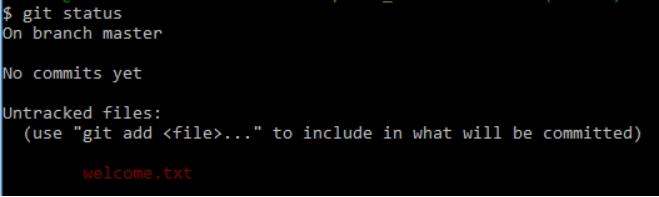 $ git status
On branch master
No commits yet
Untracked files:
(use "git add <file>..." to include in what will be committed)
welcome.txt